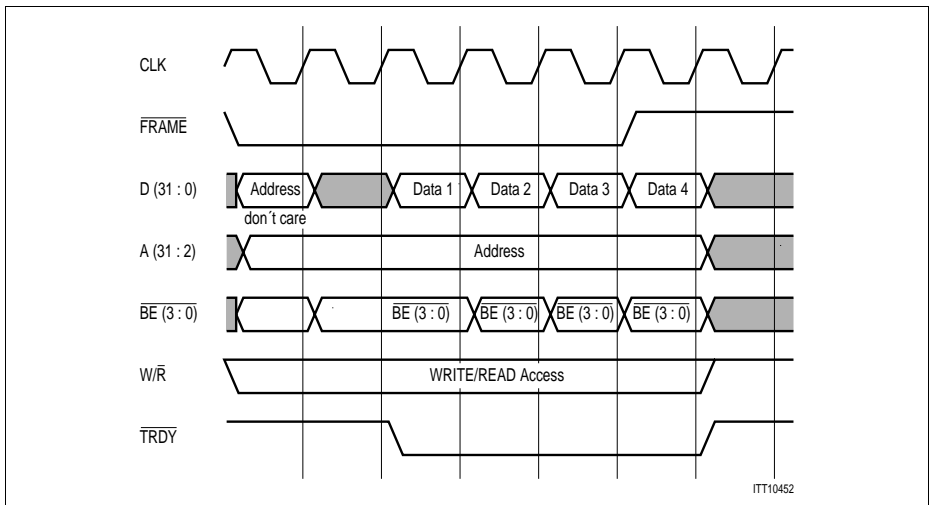 CLK
FRAME
D (31 : 0) Address Data 1 Data 2 Data 3 Data 4
don´t care
A (31 : 2) Address
BE (3 : 0) BE (3 : 0) BE (3 : 0) BE (3 : 0) BE (3 : 0)
W/R̅ WRITE/READ Access
TRDY
ITT10452